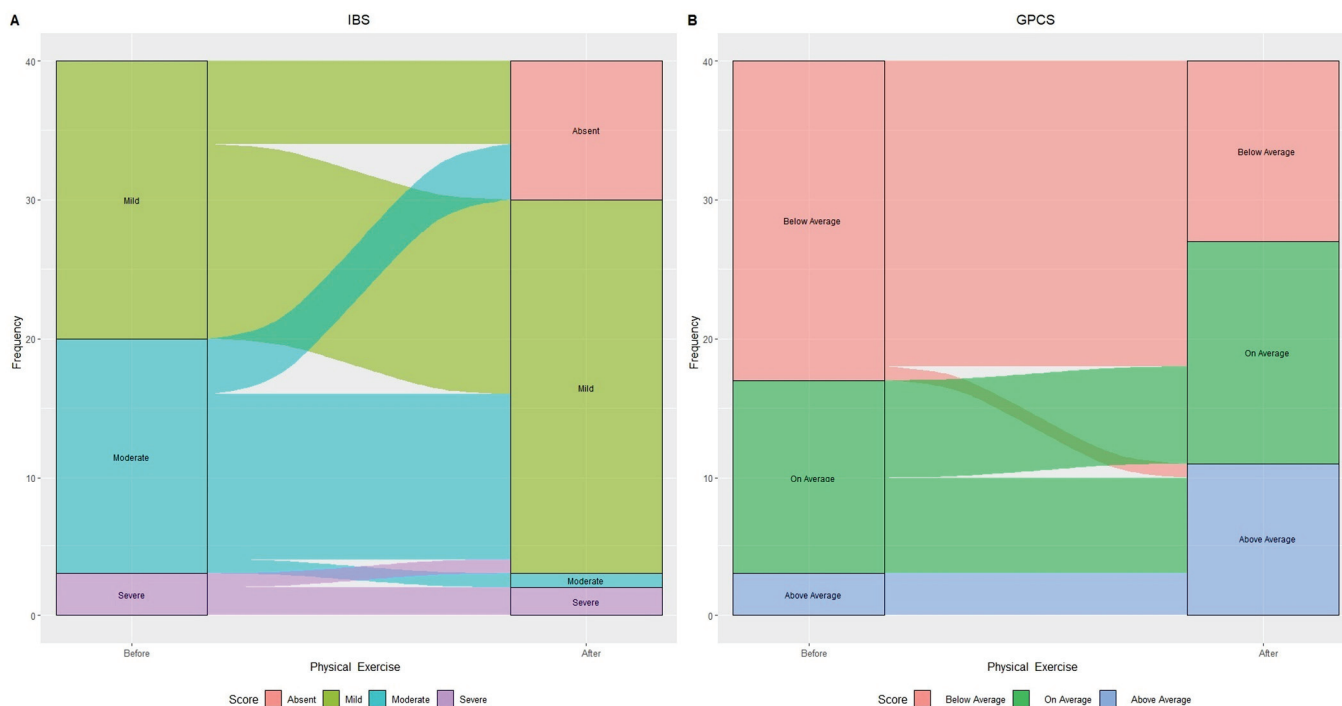 A
IBS
40
30
20
10
0
Frequency
Mild
Moderate
Severe
Absent
Mild
Moderate
Severe
Before
After
Physical Exercise
Score Absent Mild Moderate Severe
B
GPCS
40
30
20
10
0
Frequency
Below Average
On Average
Above Average
Below Average
On Average
Above Average
Before
After
Physical Exercise
Score Below Average On Average Above Average